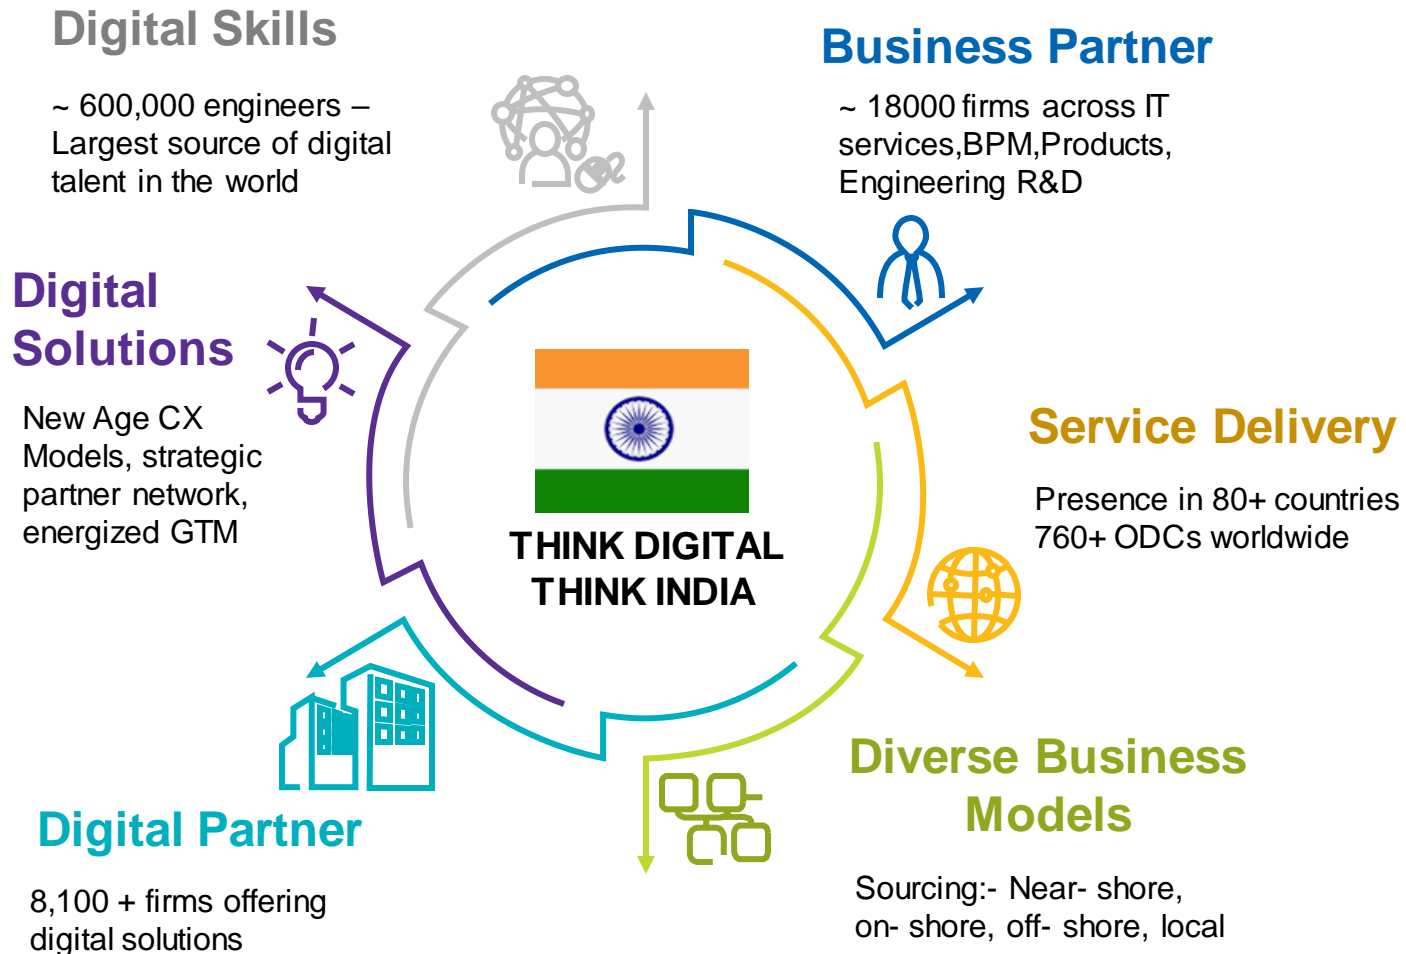 Digital Skills
~ 600,000 engineers –
Largest source of digital
talent in the world
Business Partner
~ 18000 firms across IT
services,BPM,Products,
Engineering R&D
Digital
Solutions
New Age CX
Models, strategic
partner network,
energized GTM
THINK DIGITAL
THINK INDIA
Service Delivery
Presence in 80+ countries
760+ ODCs worldwide
Digital Partner
8,100 + firms offering
digital solutions
Diverse Business
Models
Sourcing:- Near- shore,
on- shore, off- shore, local